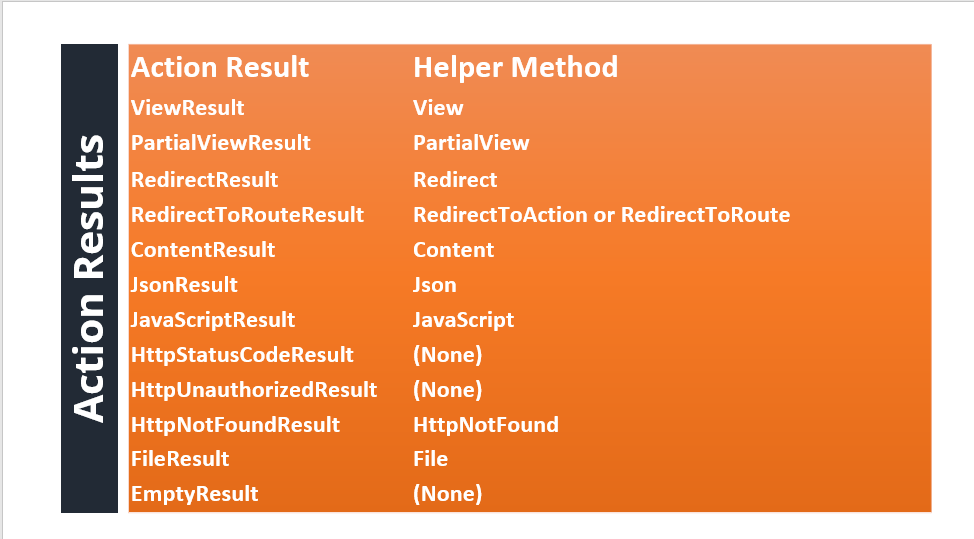 Action Results
Action Result Helper Method
ViewResult View
PartialViewResult PartialView
RedirectResult Redirect
RedirectToRouteResult RedirectToAction or RedirectToRoute
ContentResult Content
JsonResult Json
JavaScriptResult JavaScript
HttpStatusCodeResult (None)
HttpUnauthorizedResult (None)
HttpNotFoundResult HttpNotFound
FileResult File
EmptyResult (None)